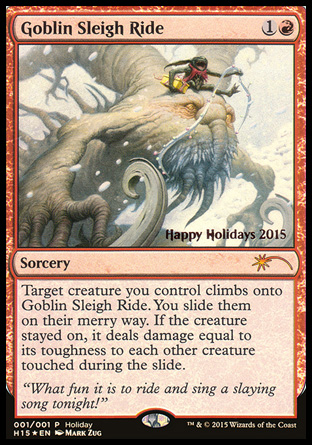 Goblin Sleigh Ride 1
Happy Holidays 2015
Sorcery
Target creature you control climbs onto
Goblin Sleigh Ride. You slide them
on their merry way. If the creature
stayed on, it deals damage equal to
its toughness to each other creature
touched during the slide.
“What fun it is to ride and sing a slaying
song tonight!”
001/001 P Holiday
H15 EN Mark Zug
™ & © 2015 Wizards of the Coast